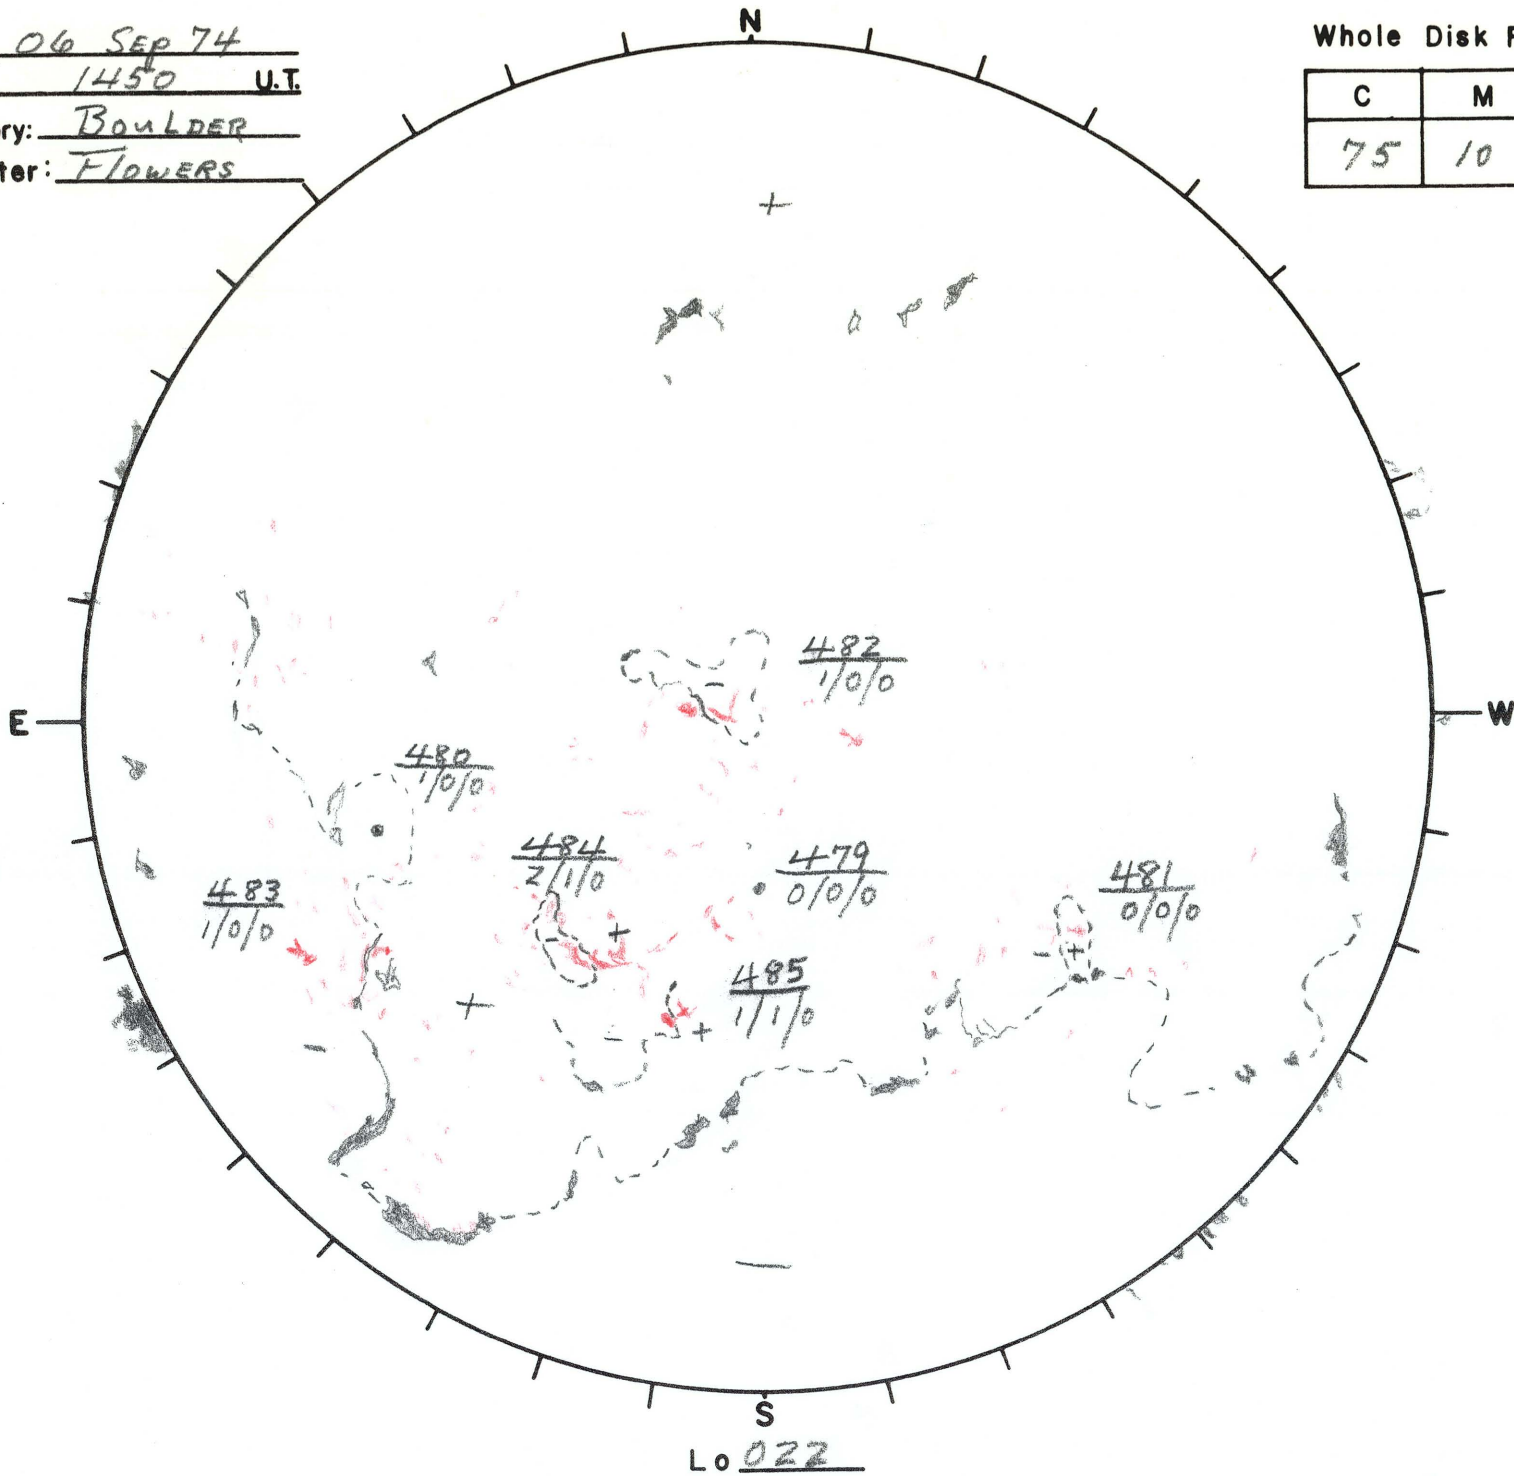 06 Sep 74
1450 U.T.
ry: BOULDER
ter: FLOWERS
N
Whole Disk F
C M
75 10
+
482
1/0/0
E
W
480
1/0/0
484
2/1/0
479
0/0/0
481
0/0/0
483
1/0/0
+
- +
485
1/1/0
+
- +
-
—
S
Lo 022